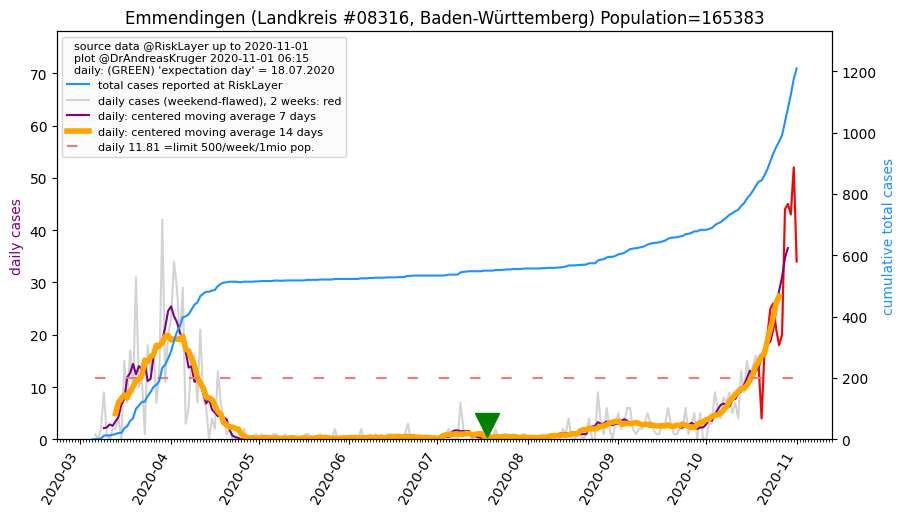 Emmendingen (Landkreis #08316, Baden-Württemberg) Population=165383
source data @RiskLayer up to 2020-11-01
plot @DrAndreasKruger 2020-11-01 06:15
daily: (GREEN) 'expectation day' = 18.07.2020
total cases reported at RiskLayer
daily cases (weekend-flawed), 2 weeks: red
daily: centered moving average 7 days
daily: centered moving average 14 days
daily 11.81 =limit 500/week/1mio pop.
daily cases
70
60
50
40
30
20
10
0
cumulative total cases
1200
1000
800
600
400
200
0
2020-03
2020-04
2020-05
2020-06
2020-07
2020-08
2020-09
2020-10
2020-11